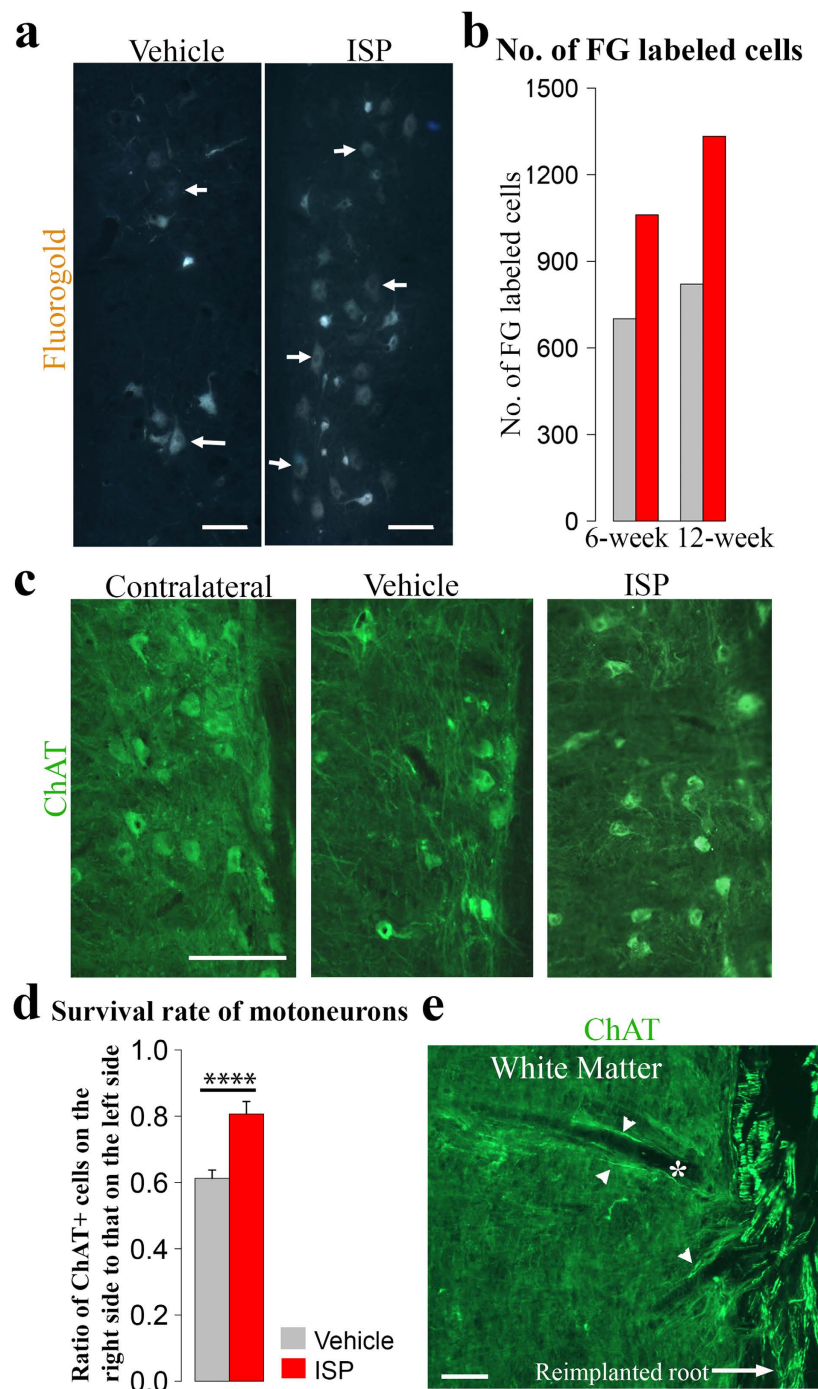 a
Vehicle
ISP
Fluorogold
b No. of FG labeled cells
No. of FG labeled cells
1500
1200
900
600
300
0
6-week 12-week
c
Contralateral
Vehicle
ISP
ChAT
d Survival rate of motoneurons
Ratio of ChAT+ cells on the
right side to that on the left side
1.0
0.8
0.6
0.4
0.2
0.0
****
Vehicle
ISP
e
ChAT
White Matter
*
Reimplanted root